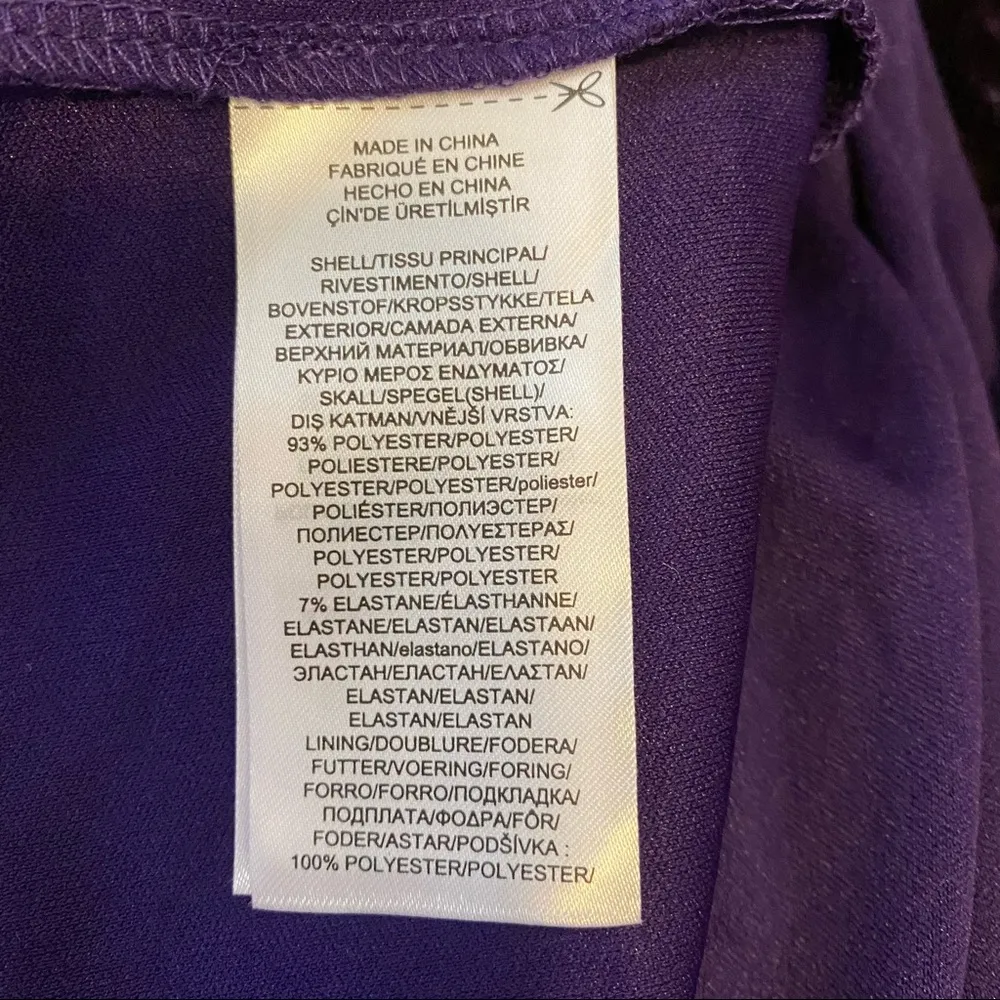 MADE IN CHINA
FABRIQUÉ EN CHINE
HECHO EN CHINA
ÇİN'DE ÜRETİLMİŞTİR
SHELL/TISSU PRINCIPAL/
RIVESTIMENTO/SHELL/
BOVENSTOF/KROPSSTYKKE/TELA
EXTERIOR/CAMADA EXTERNA/
ВЕРХНИЙ МАТЕРИАЛ/ОБВИВКА/
ΚΥΡΙΟ ΜΕΡΟΣ ΕΝΔΥΜΑΤΟΣ/
SKALL/SPEGEL(SHELL)/
DIŞ KATMAN/VNĚJŠÍ VRSTVA:
93% POLYESTER/POLYESTER/
POLIESTERE/POLYESTER/
POLYESTER/POLYESTER/poliester/
POLIÉSTER/ПОЛИЭСТЕР/
ПОЛИЕСТЕР/ΠΟΛΥΕΣΤΕΡΑΣ/
POLYESTER/POLYESTER/
POLYESTER/POLYESTER
7% ELASTANE/ÉLASTHANNE/
ELASTANE/ELASTAN/ELASTAAN/
ELASTHAN/elastano/ELASTANO/
ЭЛАСТАН/ЕЛАСТАН/ΕΛΑΣΤΑΝ/
ELASTAN/ELASTAN/
ELASTAN/ELASTAN
LINING/DOUBLURE/FODERA/
FUTTER/VOERING/FORING/
FORRO/FORRO/ПОДКЛАДКА/
ПОДПЛАТА/ΦΟΔΡΑ/FÔR/
FODER/ASTAR/PODŠÍVKA :
100% POLYESTER/POLYESTER/